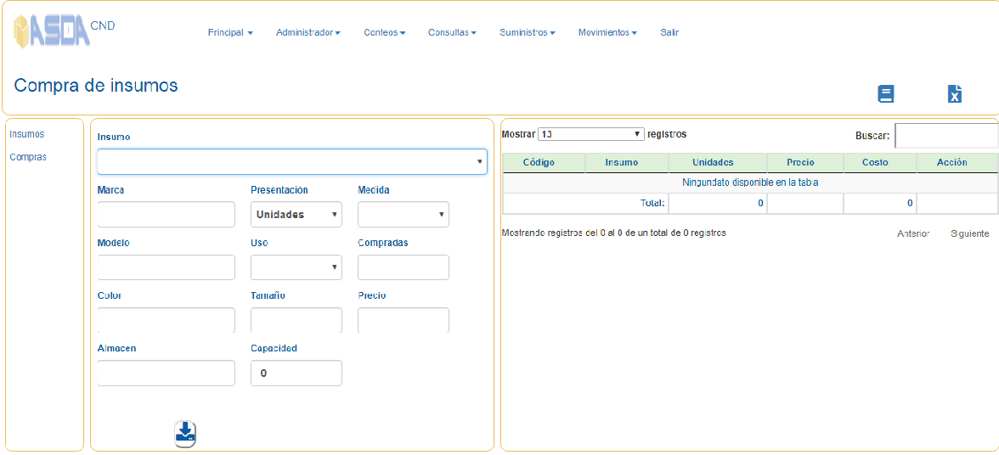 ASDA CND
Principal Administrador Conteos Consultas Suministros Movimientos Salir
Compra de insumos
Insumos
Compras
Insumo
Marca Presentación Medida
Unidades
Modelo Uso Compradas
Color Tamaño Precio
Almacen Capacidad
0
Mostrar 13 registros Buscar:
Código Insumo Unidades Precio Costo Acción
Ningundato disponible en la tabla
Total: 0 0
Mostrando registros del 0 al 0 de un total de 0 registros
Anterior Siguiente